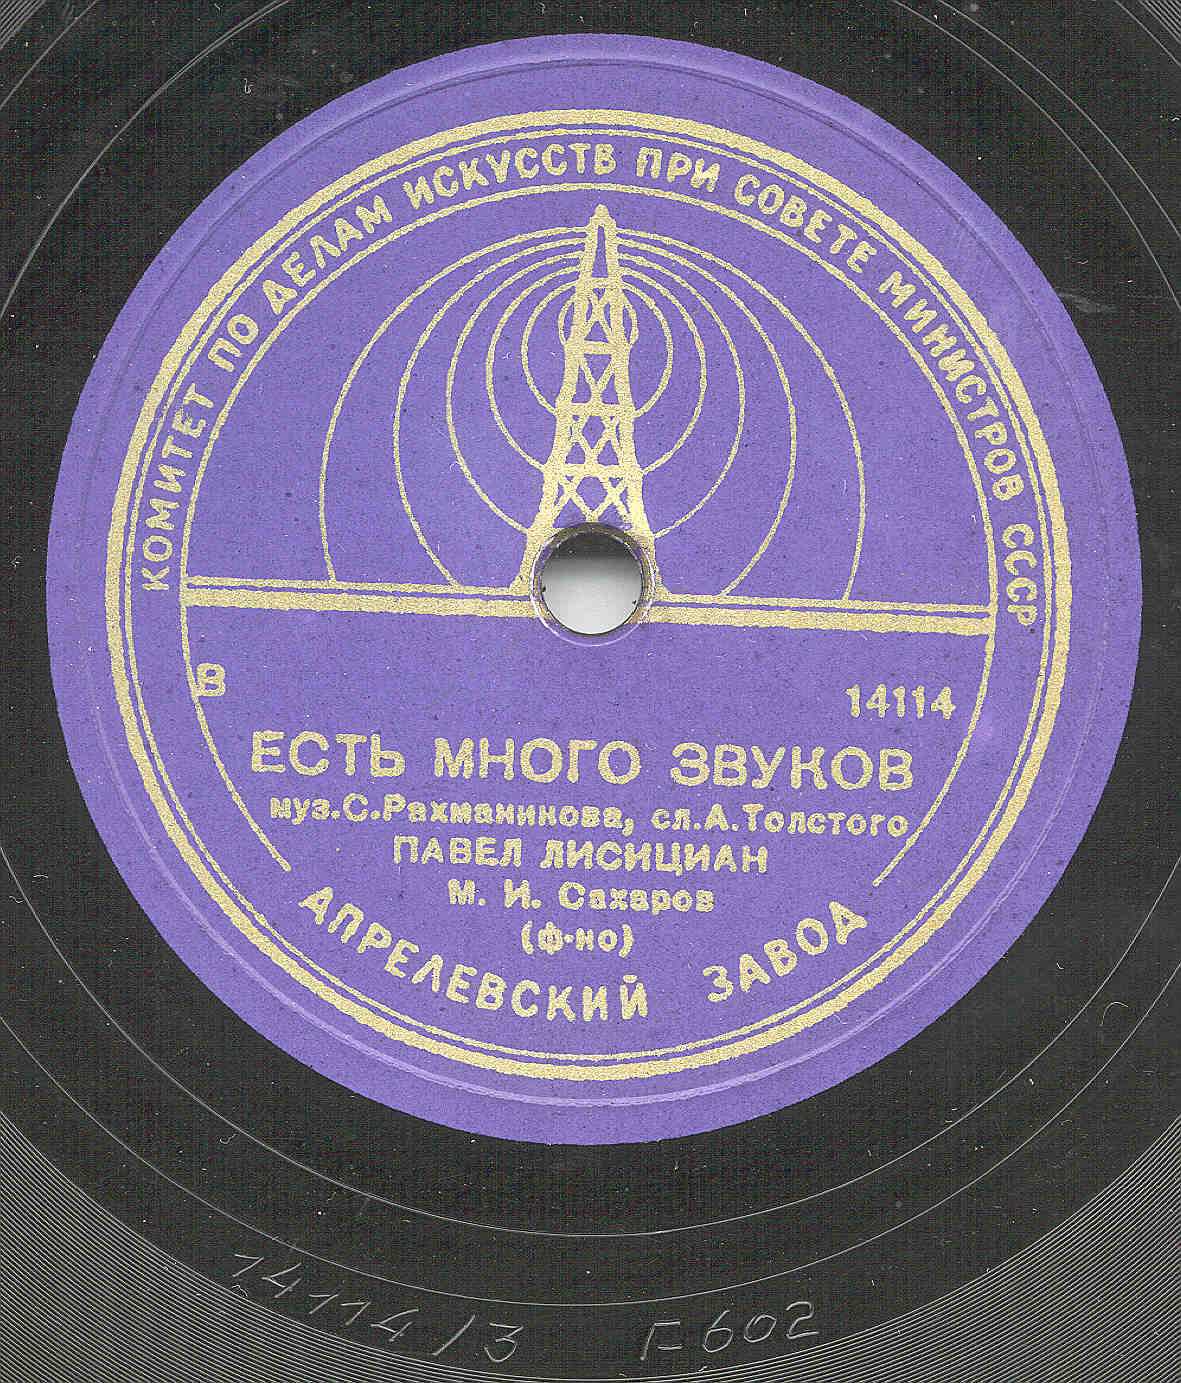 КОМИТЕТ ПО ДЕЛАМ ИСКУССТВ ПРИ СОВЕТЕ МИНИСТРОВ СССР
В 14114
ЕСТЬ МНОГО ЗВУКОВ
муз.С.Рахманинова, сл.А.Толстого
ПАВЕЛ ЛИСИЦИАН
М. И. Сахаров
(ф-но)
АПРЕЛЕВСКИЙ ЗАВОД
14114/3 Г-602